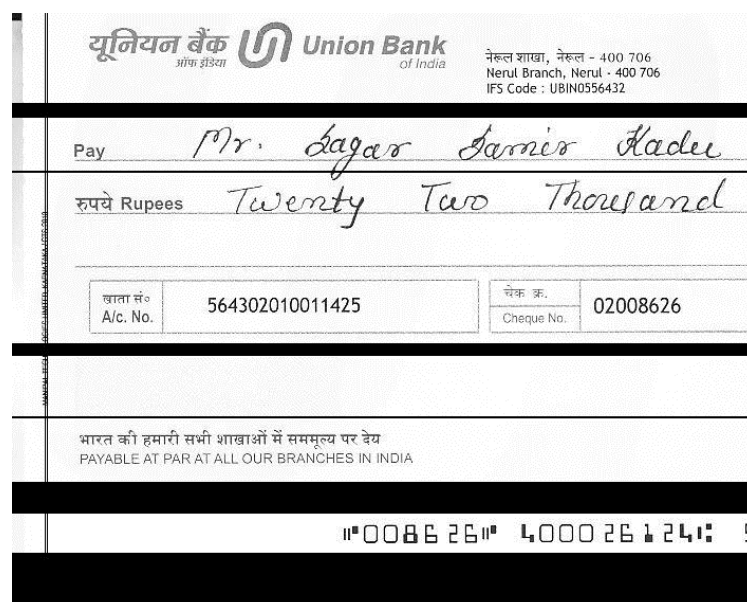 यूनियन बैंक Union Bank
ऑफ इंडिया of India
नेरूल शाखा, नेरूल - 400 706
Nerul Branch, Nerul - 400 706
IFS Code : UBIN0556432
Pay Mr. Sagar Samir Kadu
रुपये Rupees Twenty Two Thousand
खाता सं० A/c. No. 564302010011425
चेक क्र. Cheque No. 02008626
भारत की हमारी सभी शाखाओं में सममूल्य पर देय
PAYABLE AT PAR AT ALL OUR BRANCHES IN INDIA
⑈008626⑈ 400026124⑆